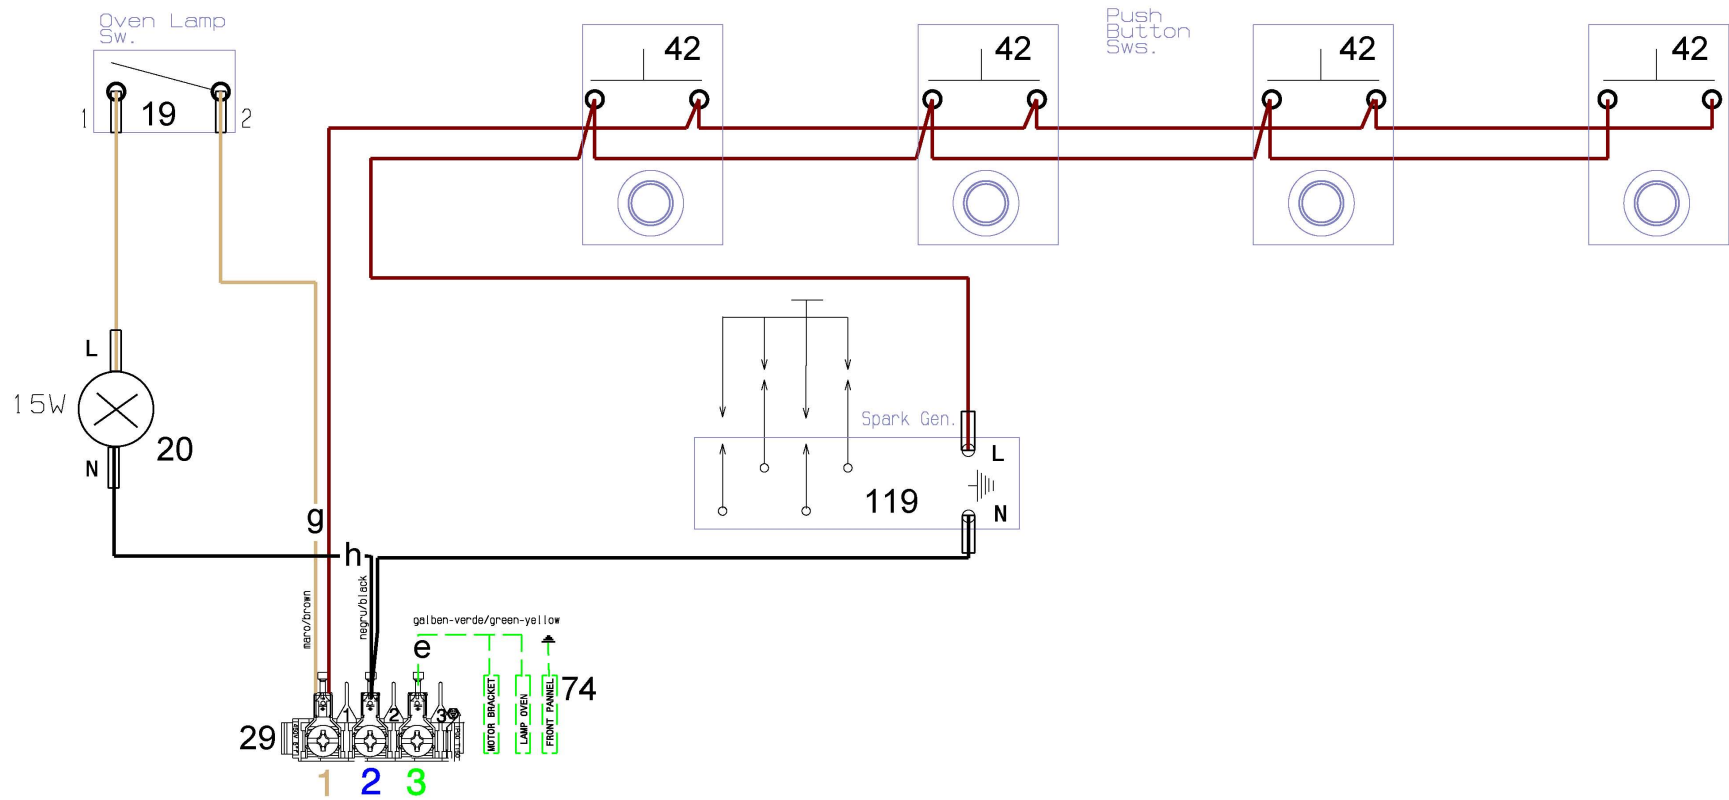 Oven Lamp
Sw.
Push
Button
Sws.
42
42
42
42
1
19
2
L
15W
20
N
Spark Gen.
L
119
N
g
h
maro/brown
negru/black
galben-verde/green-yellow
e
MOTOR BRACKET
LAMP OVEN
FRONT PANNEL
74
29
1
2
3
1
2
3